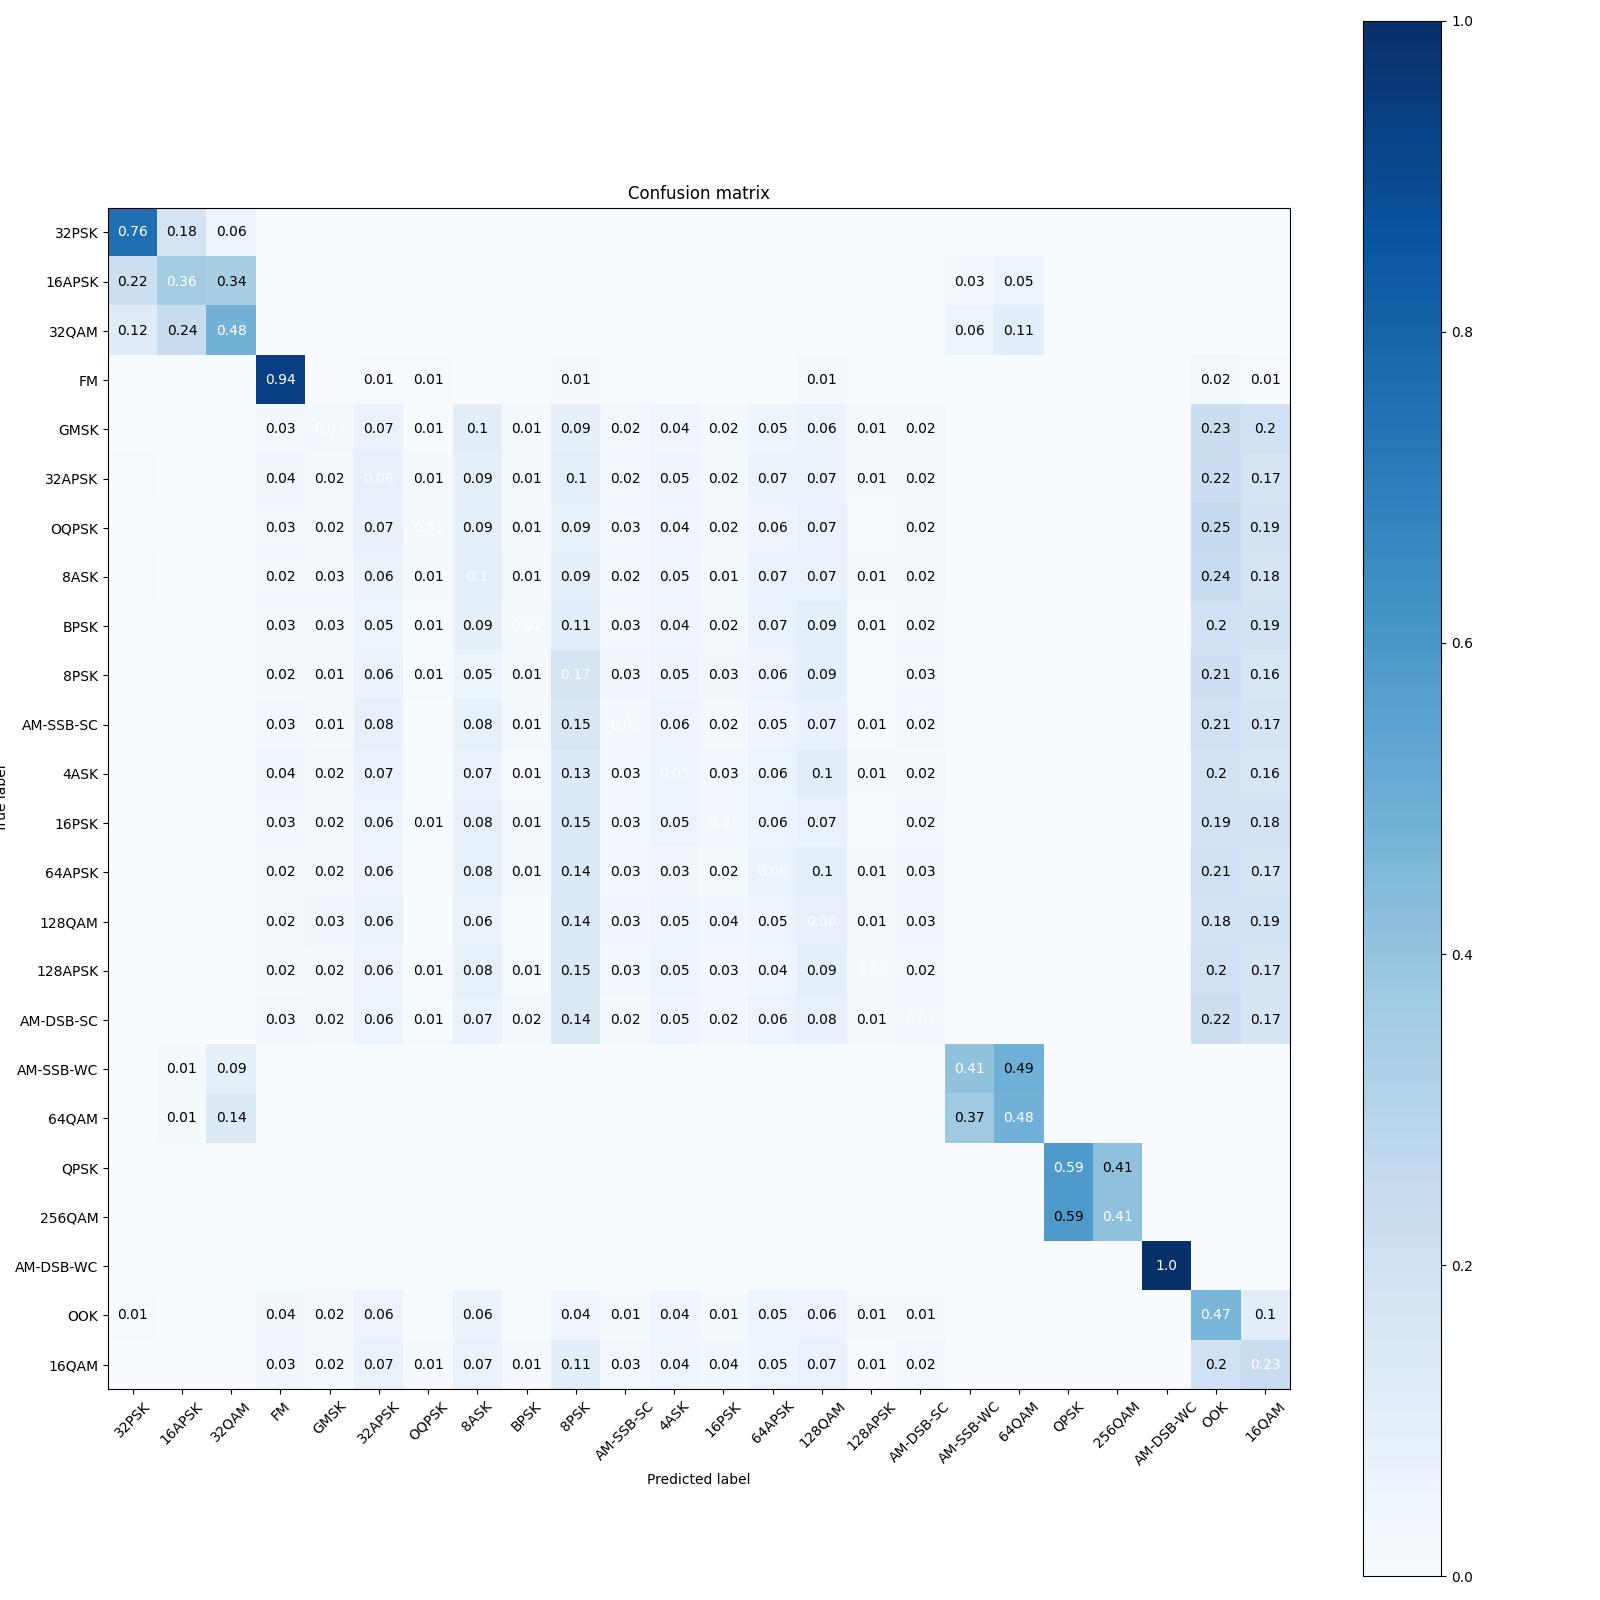 Confusion matrix
32PSK 0.76 0.18 0.06
16APSK 0.22 0.36 0.34 0.03 0.05
32QAM 0.12 0.24 0.48 0.06 0.11
FM 0.94 0.01 0.01 0.01 0.01 0.02 0.01
GMSK 0.03 0.03 0.07 0.01 0.1 0.01 0.09 0.02 0.04 0.02 0.05 0.06 0.01 0.02 0.23 0.2
32APSK 0.04 0.02 0.08 0.01 0.09 0.01 0.1 0.02 0.05 0.02 0.07 0.07 0.01 0.02 0.22 0.17
OQPSK 0.03 0.02 0.07 0.01 0.09 0.01 0.09 0.03 0.04 0.02 0.06 0.07 0.02 0.25 0.19
8ASK 0.02 0.03 0.06 0.01 0.1 0.01 0.09 0.02 0.05 0.01 0.07 0.07 0.01 0.02 0.24 0.18
BPSK 0.03 0.03 0.05 0.01 0.09 0.01 0.11 0.03 0.04 0.02 0.07 0.09 0.01 0.02 0.2 0.19
8PSK 0.02 0.01 0.06 0.01 0.05 0.01 0.17 0.03 0.05 0.03 0.06 0.09 0.03 0.21 0.16
AM-SSB-SC 0.03 0.01 0.08 0.08 0.01 0.15 0.02 0.06 0.02 0.05 0.07 0.01 0.02 0.21 0.17
4ASK 0.04 0.02 0.07 0.07 0.01 0.13 0.03 0.05 0.03 0.06 0.1 0.01 0.02 0.2 0.16
16PSK 0.03 0.02 0.06 0.01 0.08 0.01 0.15 0.03 0.05 0.03 0.06 0.07 0.02 0.19 0.18
64APSK 0.02 0.02 0.06 0.08 0.01 0.14 0.03 0.03 0.02 0.06 0.1 0.01 0.03 0.21 0.17
128QAM 0.02 0.03 0.06 0.06 0.14 0.03 0.05 0.04 0.05 0.08 0.01 0.03 0.18 0.19
128APSK 0.02 0.02 0.06 0.01 0.08 0.01 0.15 0.03 0.05 0.03 0.04 0.09 0.01 0.02 0.2 0.17
AM-DSB-SC 0.03 0.02 0.06 0.01 0.07 0.02 0.14 0.02 0.05 0.02 0.06 0.08 0.01 0.03 0.22 0.17
AM-SSB-WC 0.01 0.09 0.41 0.49
64QAM 0.01 0.14 0.37 0.48
QPSK 0.59 0.41
256QAM 0.59 0.41
AM-DSB-WC 1.0
OOK 0.01 0.04 0.02 0.06 0.06 0.04 0.01 0.04 0.01 0.05 0.06 0.01 0.01 0.47 0.1
16QAM 0.03 0.02 0.07 0.01 0.07 0.01 0.11 0.03 0.04 0.04 0.05 0.07 0.01 0.02 0.2 0.23
32PSK 16APSK 32QAM FM GMSK 32APSK OQPSK 8ASK BPSK 8PSK AM-SSB-SC 4ASK 16PSK 64APSK 128QAM 128APSK AM-DSB-SC AM-SSB-WC 64QAM QPSK 256QAM AM-DSB-WC OOK 16QAM
Predicted label
True label
1.0
0.8
0.6
0.4
0.2
0.0